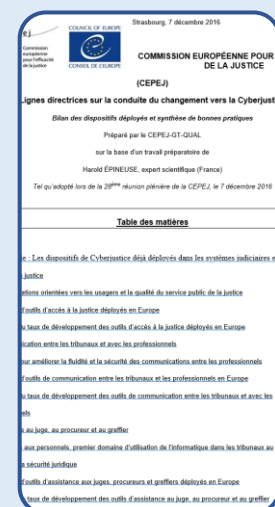 Strasbourg, 7 décembre 2016
ej
Commission
européenne
pour l'efficacité
de la justice
COUNCIL OF EUROPE
CONSEIL DE L'EUROPE
COMMISSION EUROPÉENNE POUR
DE LA JUSTICE
(CEPEJ)
Lignes directrices sur la conduite du changement vers la Cyberjust
Bilan des dispositifs déployés et synthèse de bonnes pratiques
Préparé par le CEPEJ-GT-QUAL
sur la base d'un travail préparatoire de
Harold ÉPINEUSE, expert scientifique (France)
Tel qu'adopté lors de la 28ème réunion plénière de la CEPEJ, le 7 décembre 2016
Table des matières
ie : Les dispositifs de Cyberjustice déjà déployés dans les systèmes judiciaires e
justice
ations orientées vers les usagers et la qualité du service public de la justice
d'outils d'accès à la justice déployés en Europe
u taux de développement des outils d'accès à la justice déployés en Europe
ication entre les tribunaux et avec les professionnels
our améliorer la fluidité et la sécurité des communications entre les professionnels
d'outils de communication entre les tribunaux et les professionnels en Europe
u taux de développement des outils de communication entre les tribunaux et avec les
els
e au juge, au procureur et au greffier
aux personnels, premier domaine d'utilisation de l'informatique dans les tribunaux au
a sécurité juridique
d'outils d'assistance aux juges, procureurs et greffiers déployés en Europe
taux de développement des outils d'assistance au juge, au procureur et au greffier